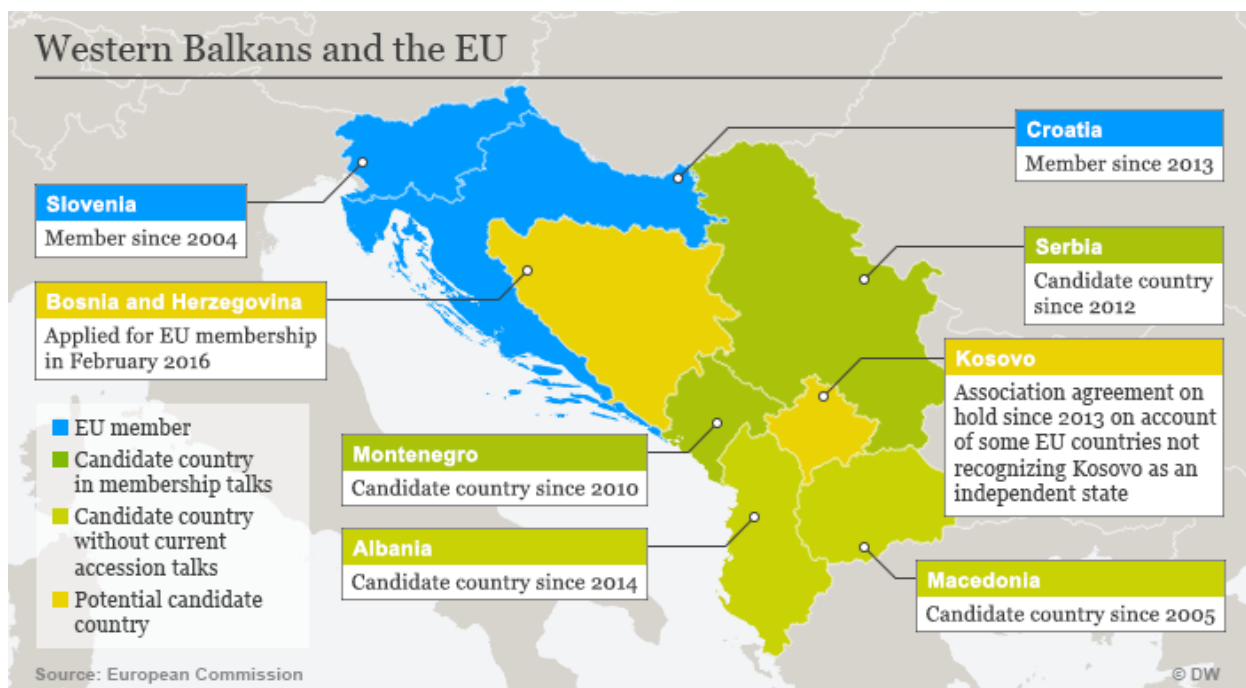 Western Balkans and the EU
Croatia
Member since 2013
Slovenia
Member since 2004
Serbia
Candidate country
since 2012
Bosnia and Herzegovina
Applied for EU membership
in February 2016
Kosovo
Association agreement on
hold since 2013 on account
of some EU countries not
recognizing Kosovo as an
independent state
EU member
Candidate country
in membership talks
Candidate country
without current
accession talks
Potential candidate
country
Montenegro
Candidate country since 2010
Albania
Candidate country since 2014
Macedonia
Candidate country since 2005
Source: European Commission
© DW